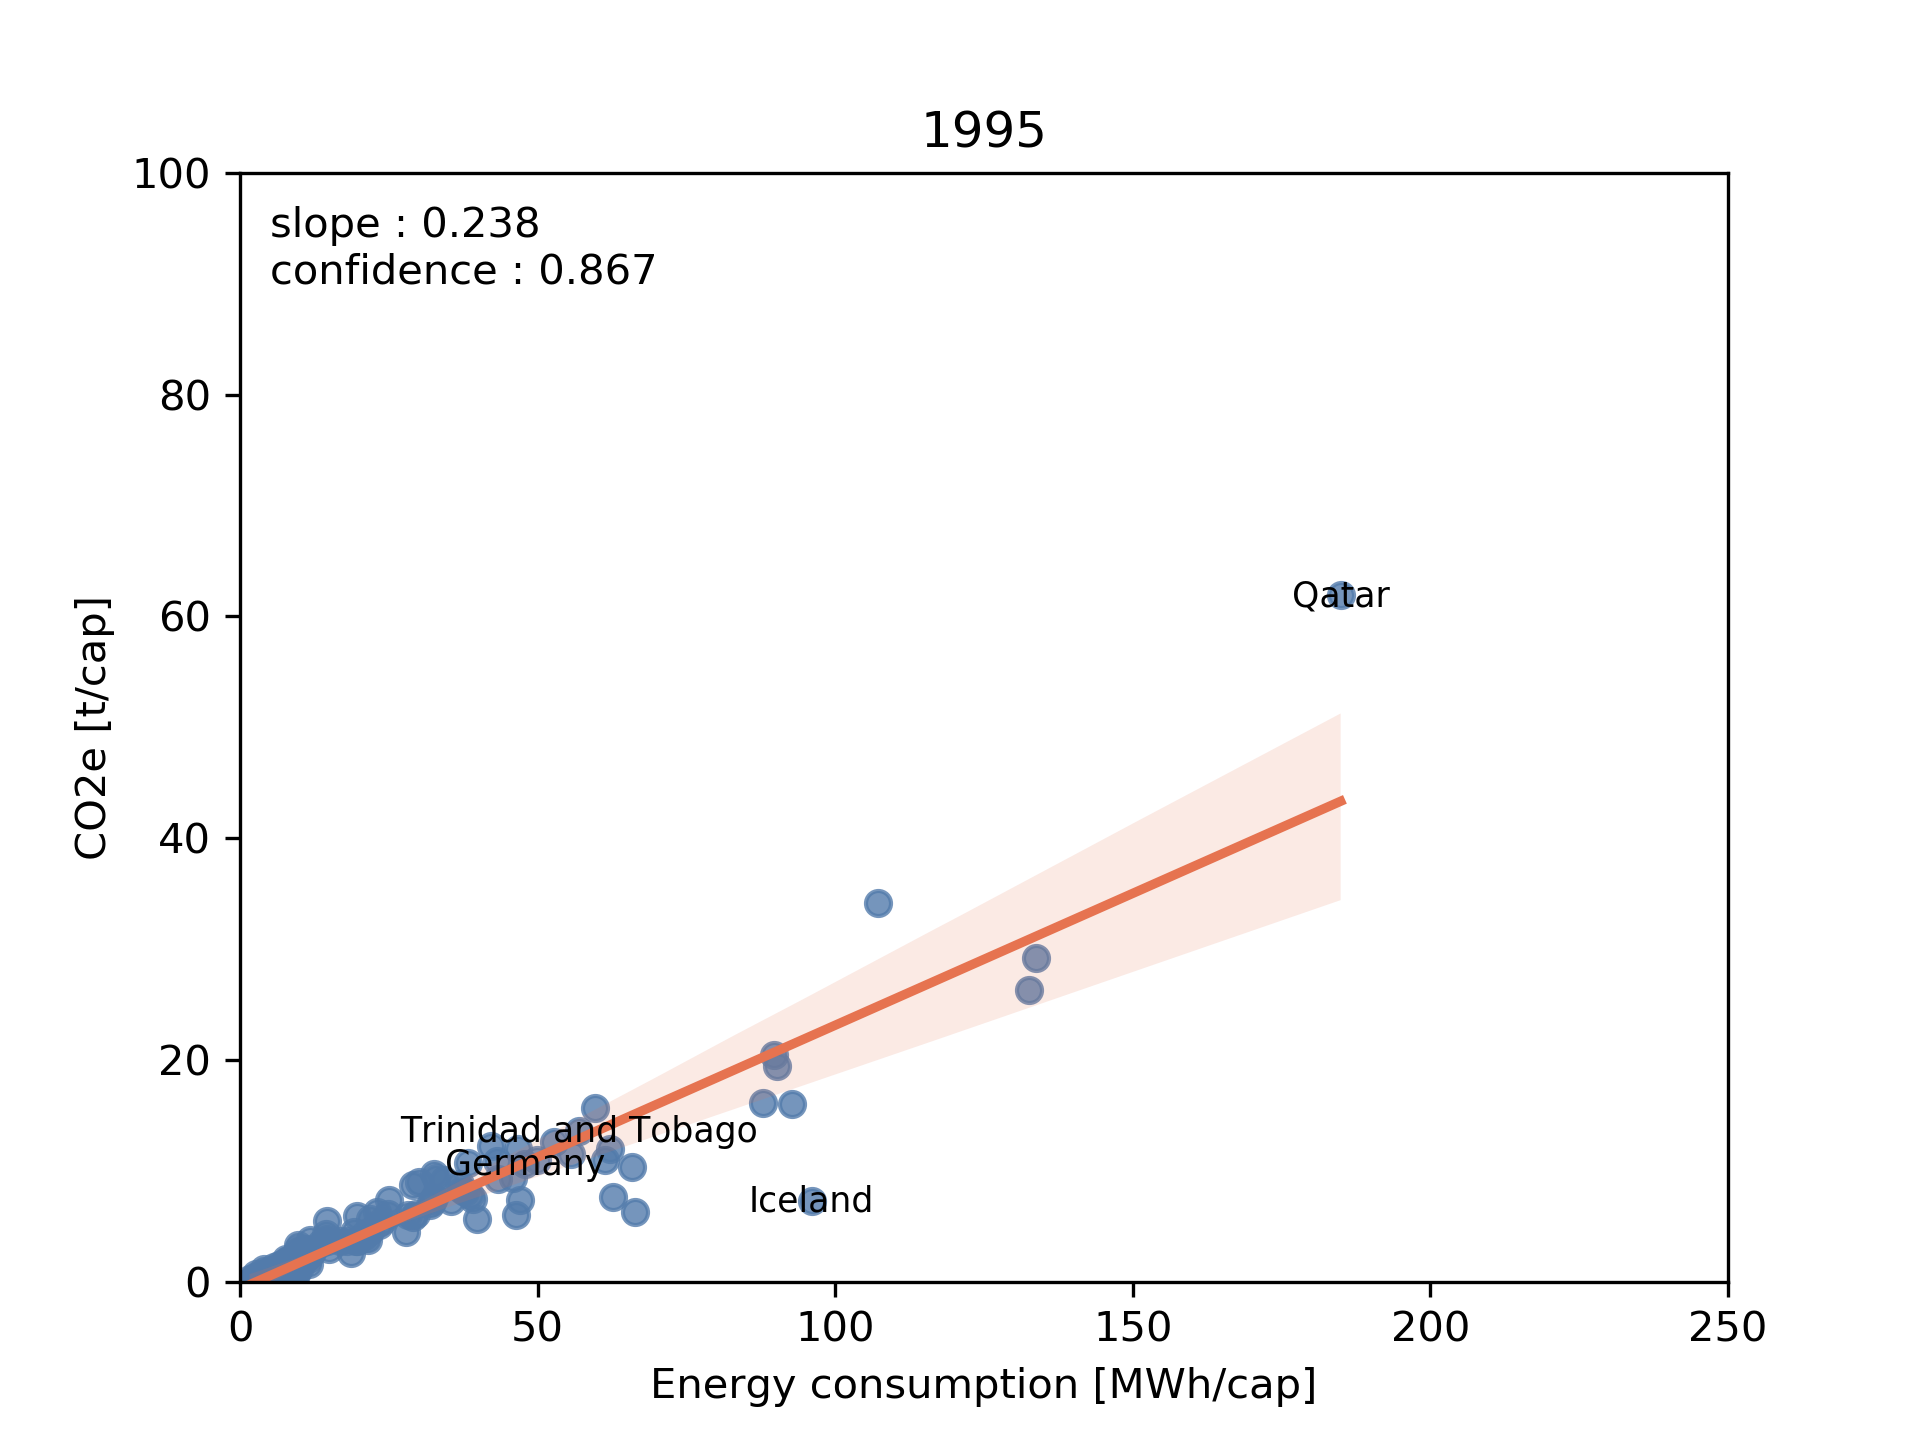 1995
100
slope : 0.238
confidence : 0.867
80
60
40
20
0
CO2e [t/cap]
Qatar
Trinidad and Tobago
Germany
Iceland
0 50 100 150 200 250
Energy consumption [MWh/cap]